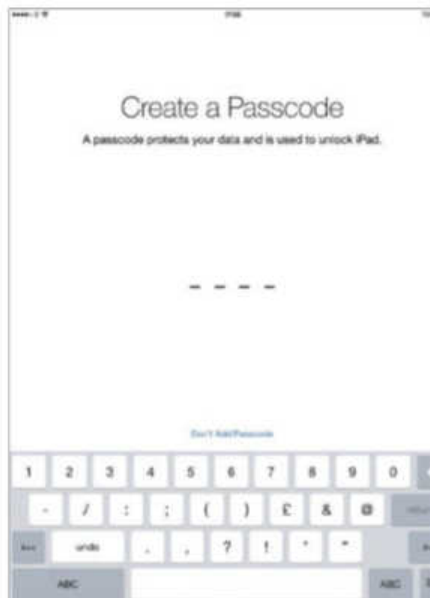 Create a Passcode
A passcode protects your data and is used to unlock iPad.
Don't Add Passcode
1 2 3 4 5 6 7 8 9 0
- / : ; ( ) £ & @
undo . , ? ! ' "
ABC ABC